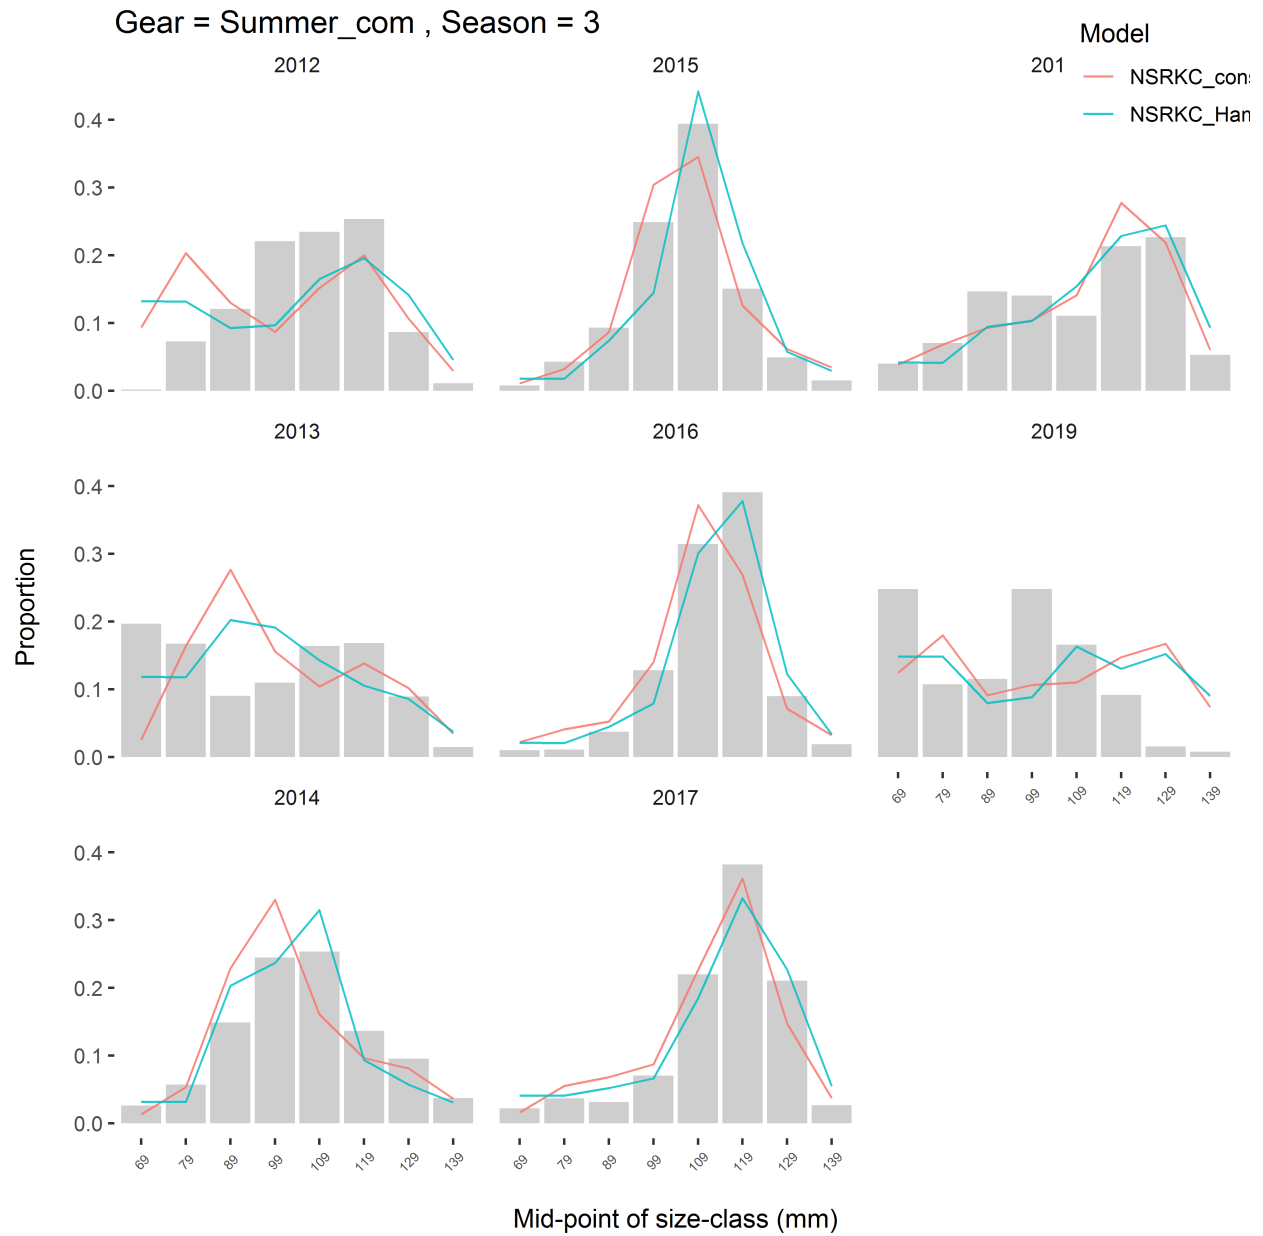 Gear = Summer_com , Season = 3
Model
NSRKC_cons
NSRKC_Han
2012
2015
201
0.4
0.3
0.2
0.1
0.0
2013
2016
2019
0.4
0.3
0.2
0.1
0.0
69 79 89 99 109 119 129 139
2014
2017
0.4
0.3
0.2
0.1
0.0
69 79 89 99 109 119 129 139
69 79 89 99 109 119 129 139
Proportion
Mid-point of size-class (mm)